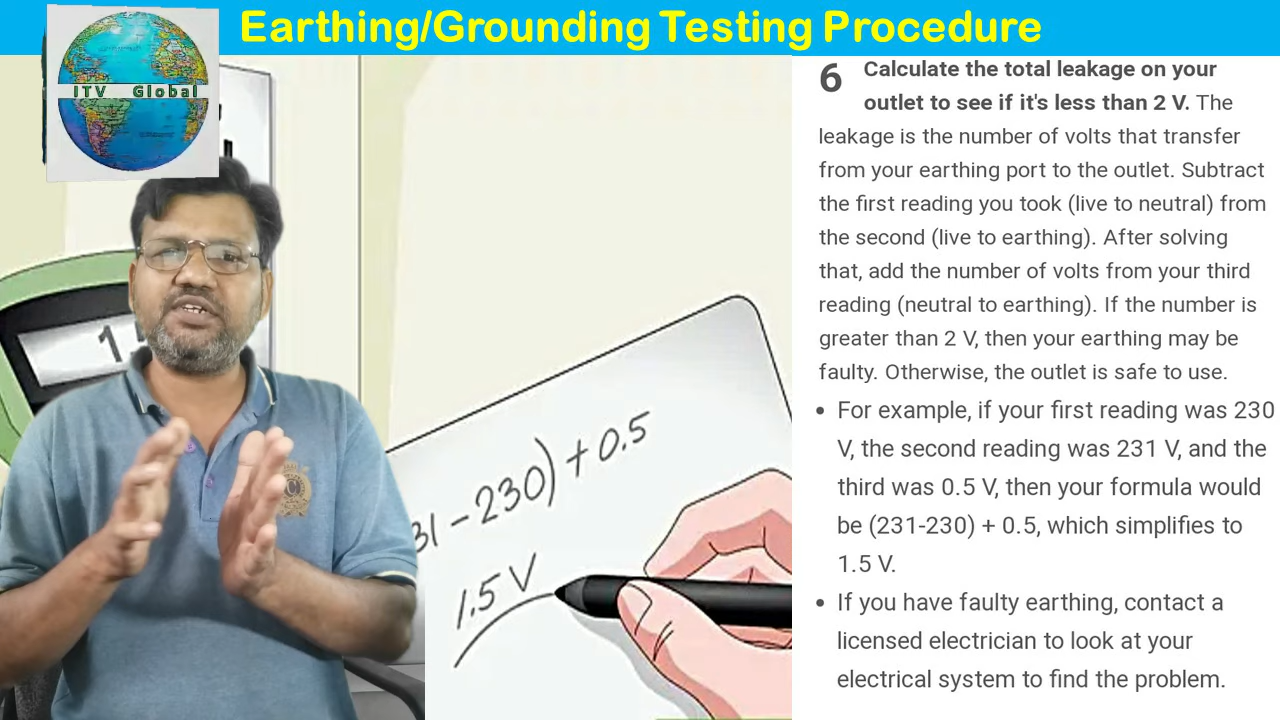 Earthing/Grounding Testing Procedure
ITV Global
31 - 230) + 0.5
1.5 V
6 Calculate the total leakage on your
outlet to see if it's less than 2 V. The
leakage is the number of volts that transfer
from your earthing port to the outlet. Subtract
the first reading you took (live to neutral) from
the second (live to earthing). After solving
that, add the number of volts from your third
reading (neutral to earthing). If the number is
greater than 2 V, then your earthing may be
faulty. Otherwise, the outlet is safe to use.
• For example, if your first reading was 230
V, the second reading was 231 V, and the
third was 0.5 V, then your formula would
be (231-230) + 0.5, which simplifies to
1.5 V.
• If you have faulty earthing, contact a
licensed electrician to look at your
electrical system to find the problem.